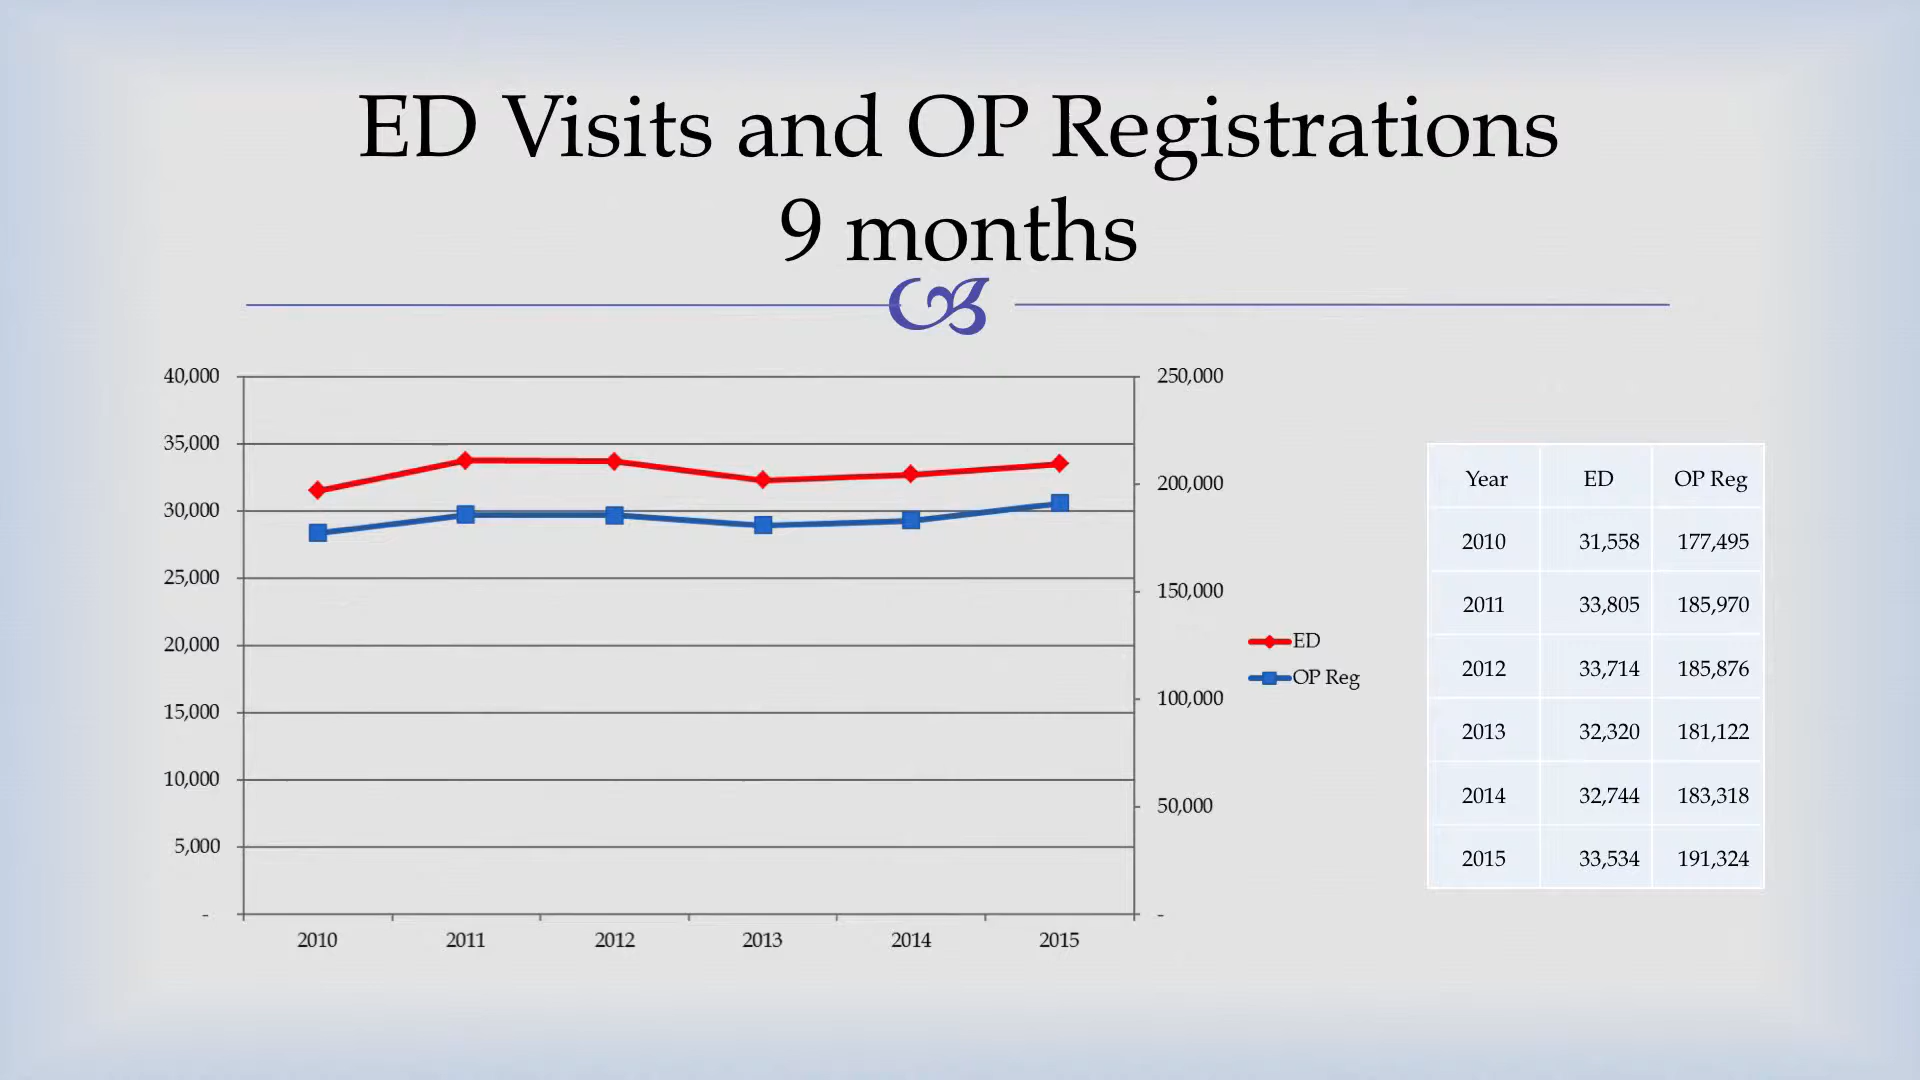 ED Visits and OP Registrations
9 months
40,000
35,000
30,000
25,000
20,000
15,000
10,000
5,000
-
250,000
200,000
150,000
100,000
50,000
-
2010 2011 2012 2013 2014 2015
ED
OP Reg
Year ED OP Reg
2010 31,558 177,495
2011 33,805 185,970
2012 33,714 185,876
2013 32,320 181,122
2014 32,744 183,318
2015 33,534 191,324